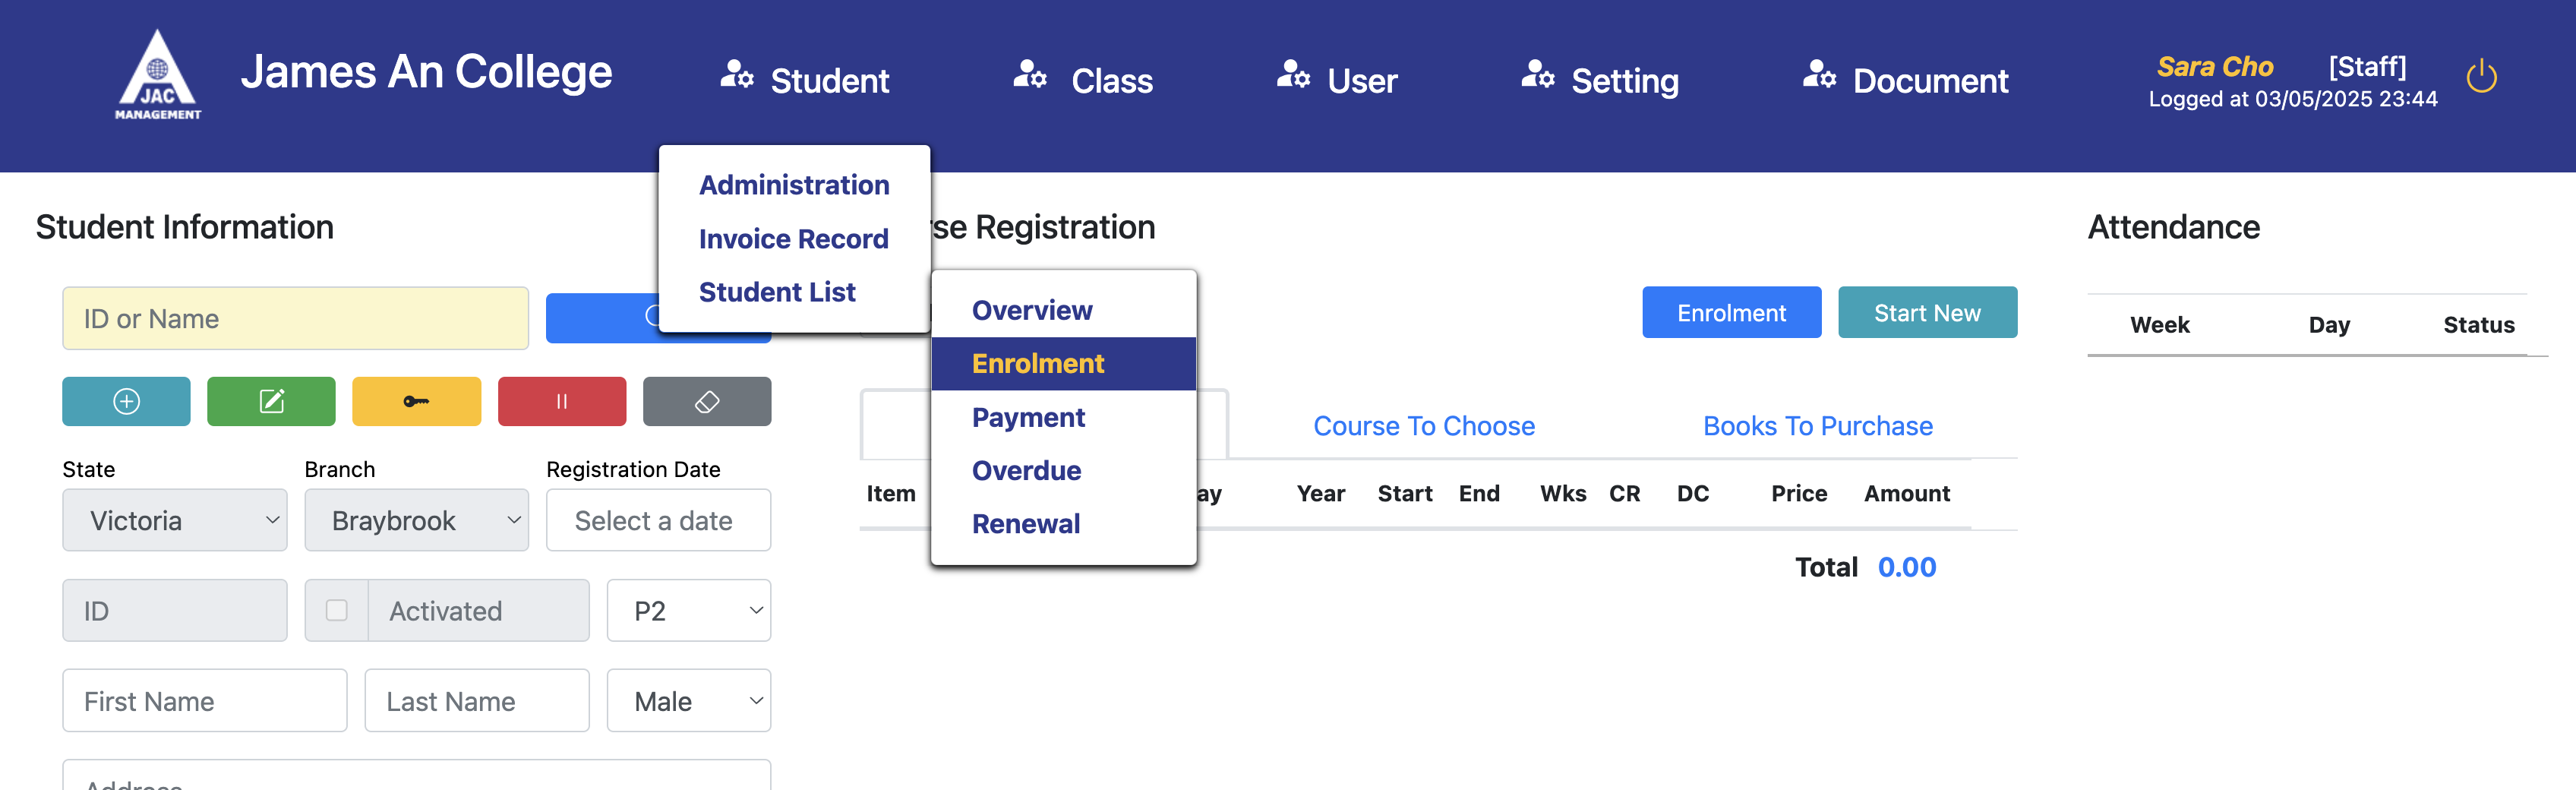 JAC
MANAGEMENT
James An College
Student
Class
User
Setting
Document
Sara Cho [Staff]
Logged at 03/05/2025 23:44
Administration
Invoice Record
Student List
Overview
Enrolment
Payment
Overdue
Renewal
Student Information
ID or Name
State Branch Registration Date
Victoria Braybrook Select a date
ID Activated P2
First Name Last Name Male
Registration
Enrolment Start New
Course To Choose Books To Purchase
Item Year Start End Wks CR DC Price Amount
Total 0.00
Attendance
Week Day Status